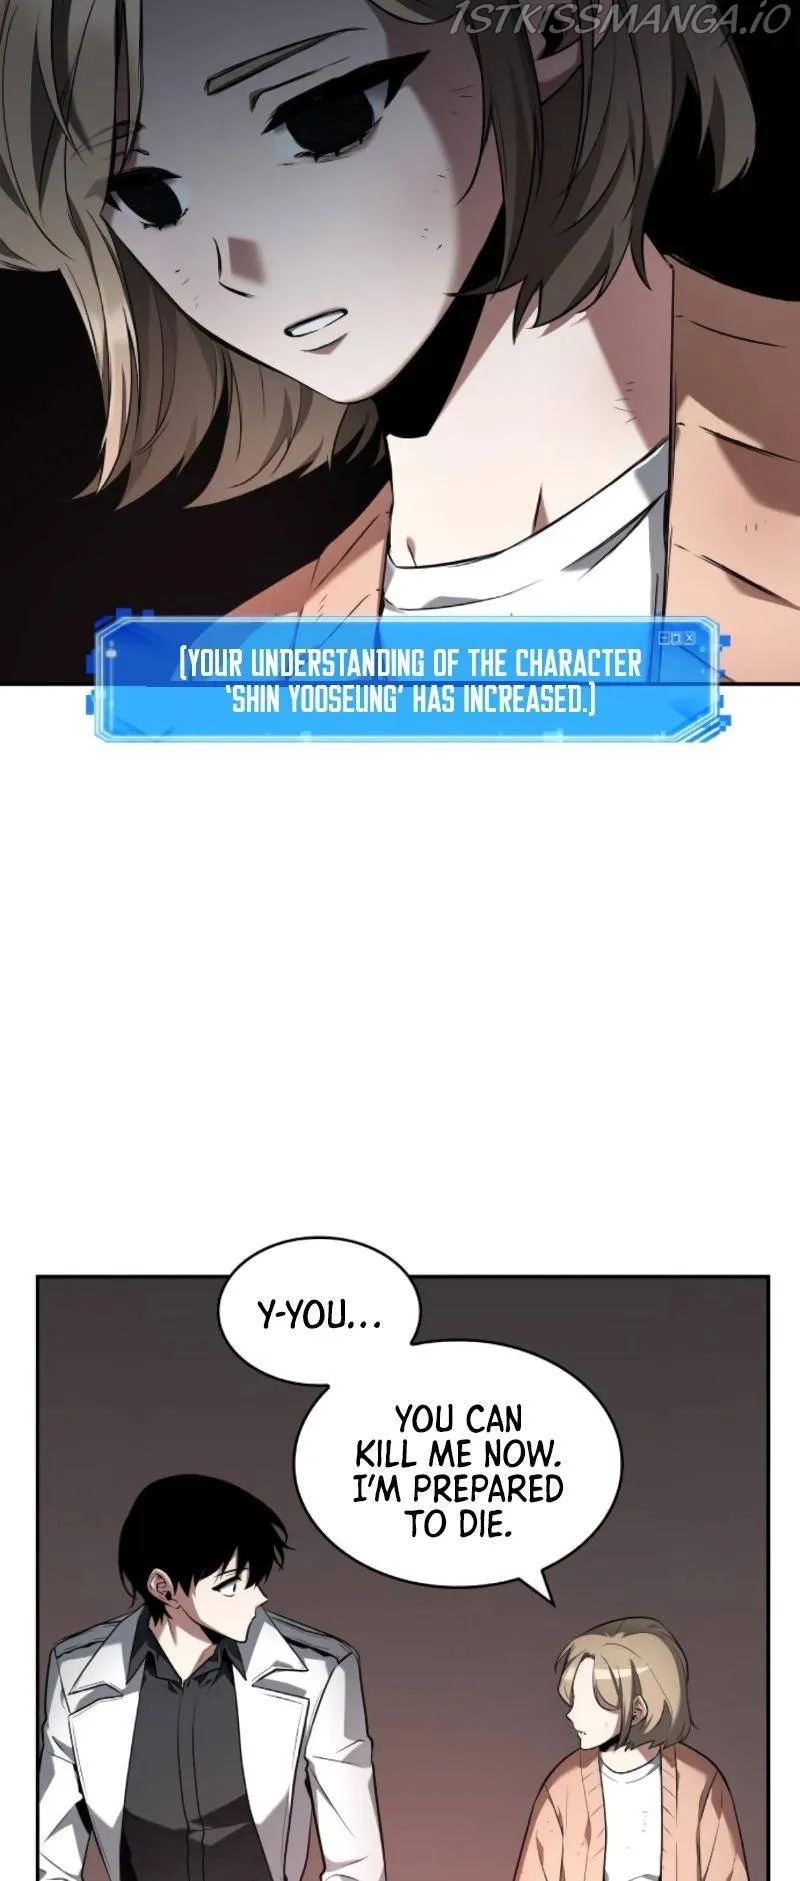 1STKISSMANGA.IO
(YOUR UNDERSTANDING OF THE CHARACTER
'SHIN YOOSEUNG' HAS INCREASED.)
Y-YOU...
YOU CAN
KILL ME NOW.
I'M PREPARED
TO DIE.